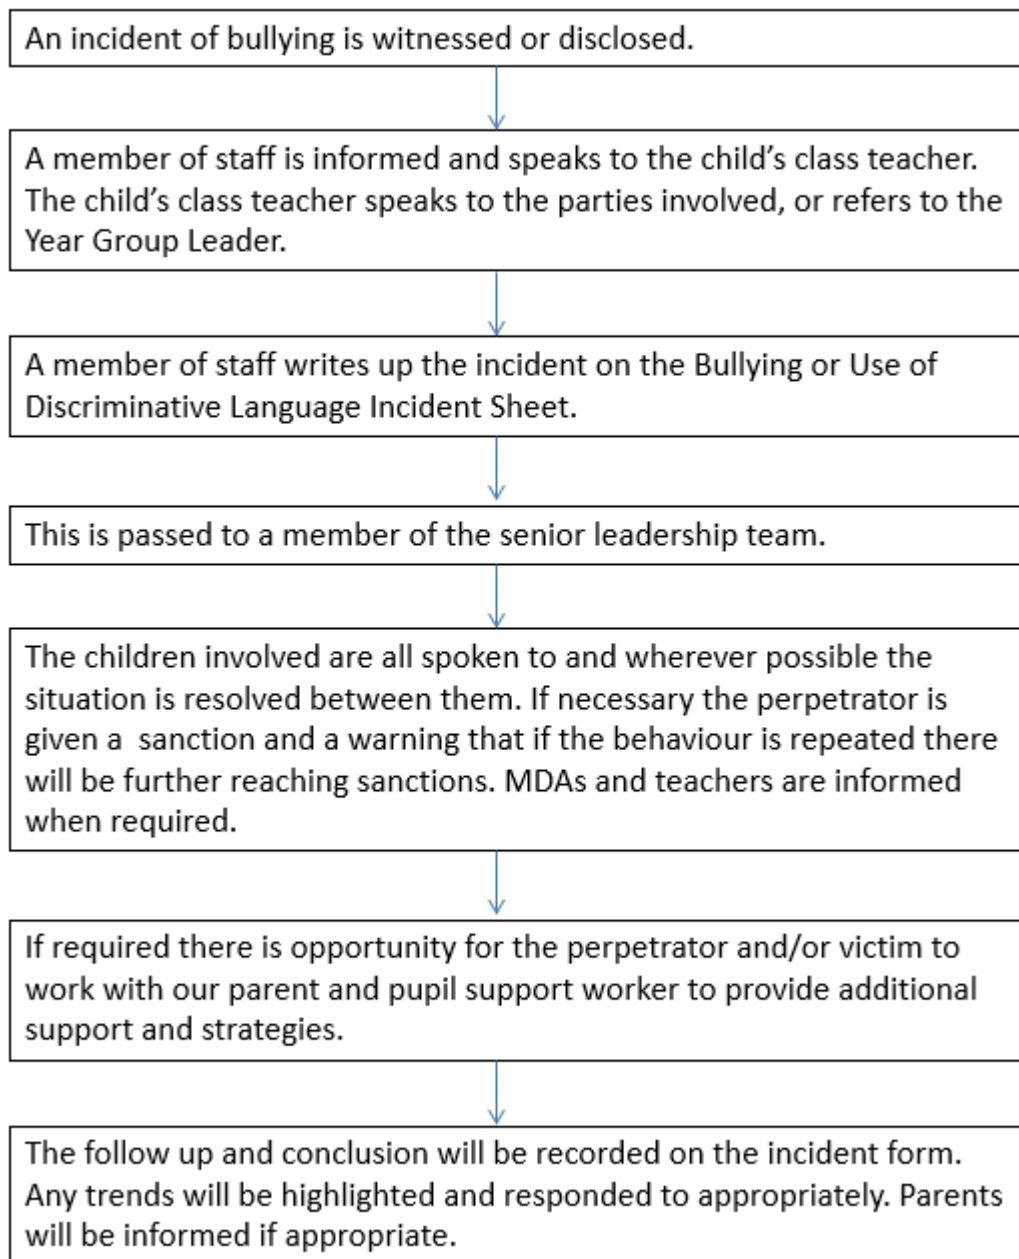 An incident of bullying is witnessed or disclosed.
A member of staff is informed and speaks to the child’s class teacher.
The child’s class teacher speaks to the parties involved, or refers to the
Year Group Leader.
A member of staff writes up the incident on the Bullying or Use of
Discriminative Language Incident Sheet.
This is passed to a member of the senior leadership team.
The children involved are all spoken to and wherever possible the
situation is resolved between them. If necessary the perpetrator is
given a  sanction and a warning that if the behaviour is repeated there
will be further reaching sanctions. MDAs and teachers are informed
when required.
If required there is opportunity for the perpetrator and/or victim to
work with our parent and pupil support worker to provide additional
support and strategies.
The follow up and conclusion will be recorded on the incident form.
Any trends will be highlighted and responded to appropriately. Parents
will be informed if appropriate.